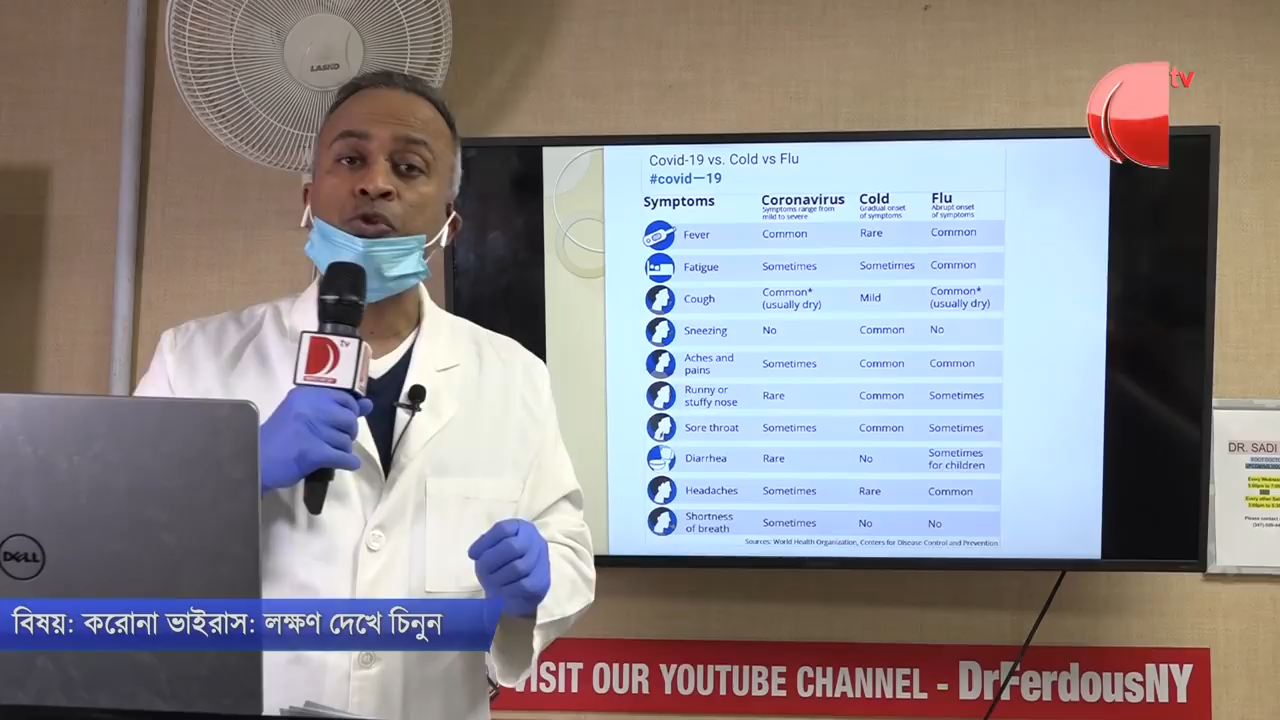 LASKO
tv
Covid-19 vs. Cold vs Flu
#covid—19
Symptoms Coronavirus Cold Flu
Symptoms range from mild to severe Gradual onset of symptoms Abrupt onset of symptoms
Fever Common Rare Common
Fatigue Sometimes Sometimes Common
Cough Common* (usually dry) Mild Common* (usually dry)
Sneezing No Common No
Aches and pains Sometimes Common Common
Runny or stuffy nose Rare Common Sometimes
Sore throat Sometimes Common Sometimes
Diarrhea Rare No Sometimes for children
Headaches Sometimes Rare Common
Shortness of breath Sometimes No No
Sources: World Health Organization, Centers for Disease Control and Prevention
tv
DR. SADI
Every other
Please contact
DELL
বিষয়: করোনা ভাইরাস: লক্ষণ দেখে চিনুন
VISIT OUR YOUTUBE CHANNEL - DrFerdousNY